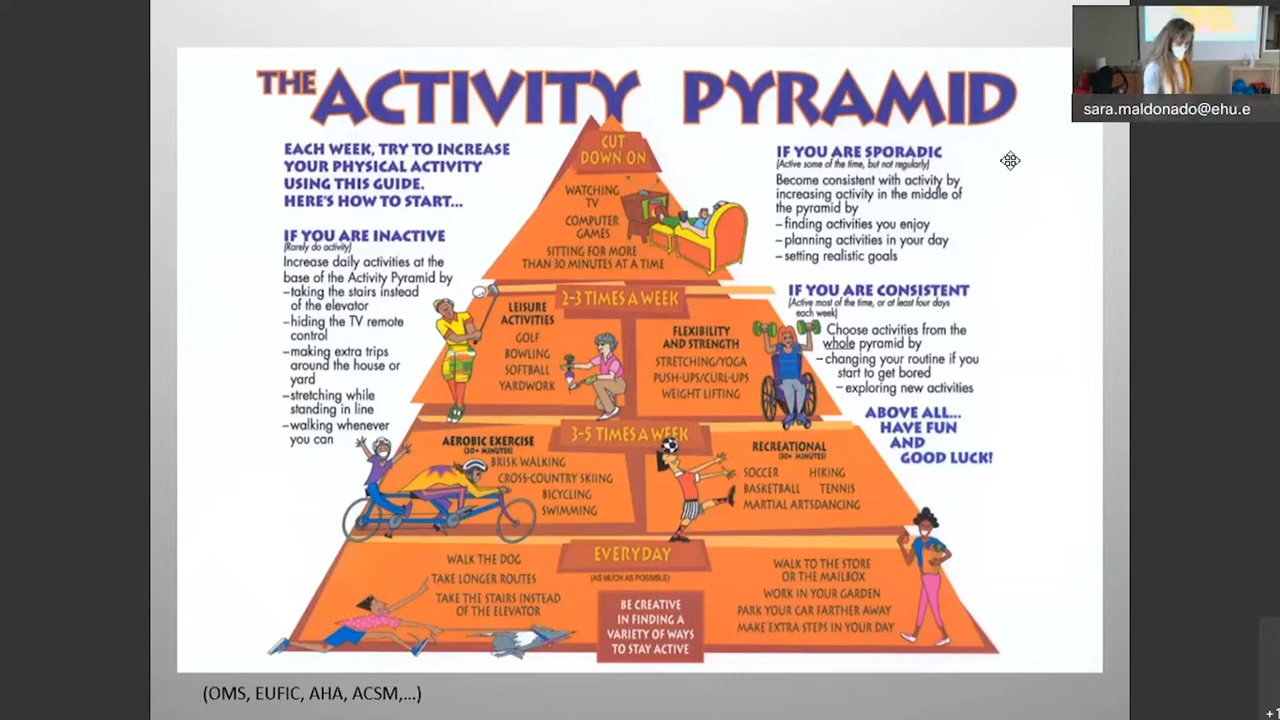 THE ACTIVITY PYRAMID
EACH WEEK, TRY TO INCREASE
YOUR PHYSICAL ACTIVITY
USING THIS GUIDE.
HERE'S HOW TO START...
IF YOU ARE INACTIVE
(Rarely do activity)
Increase daily activities at the
base of the Activity Pyramid by
–taking the stairs instead
of the elevator
–hiding the TV remote
control
–making extra trips
around the house or
yard
–stretching while
standing in line
–walking whenever
you can
CUT
DOWN ON
WATCHING
TV
COMPUTER
GAMES
SITTING FOR MORE
THAN 30 MINUTES AT A TIME
IF YOU ARE SPORADIC
(Active some of the time, but not regularly)
Become consistent with activity by
increasing activity in the middle of
the pyramid by
–finding activities you enjoy
–planning activities in your day
–setting realistic goals
IF YOU ARE CONSISTENT
(Active most of the time, or at least four days
each week)
Choose activities from the
whole pyramid by
–changing your routine if you
start to get bored
–exploring new activities
ABOVE ALL...
HAVE FUN
AND
GOOD LUCK!
2-3 TIMES A WEEK
LEISURE
ACTIVITIES
GOLF
BOWLING
SOFTBALL
YARDWORK
FLEXIBILITY
AND STRENGTH
STRETCHING/YOGA
PUSH-UPS/CURL-UPS
WEIGHT LIFTING
3-5 TIMES A WEEK
AEROBIC EXERCISE
(20+ MINUTES)
BRISK WALKING
CROSS-COUNTRY SKIING
BICYCLING
SWIMMING
RECREATIONAL
(30+ MINUTES)
SOCCER HIKING
BASKETBALL TENNIS
MARTIAL ARTS DANCING
EVERYDAY
(AS MUCH AS POSSIBLE)
WALK THE DOG
TAKE LONGER ROUTES
TAKE THE STAIRS INSTEAD
OF THE ELEVATOR
BE CREATIVE
IN FINDING A
VARIETY OF WAYS
TO STAY ACTIVE
WALK TO THE STORE
OR THE MAILBOX
WORK IN YOUR GARDEN
PARK YOUR CAR FARTHER AWAY
MAKE EXTRA STEPS IN YOUR DAY
(OMS, EUFIC, AHA, ACSM,...)
sara.maldonado@ehu.e